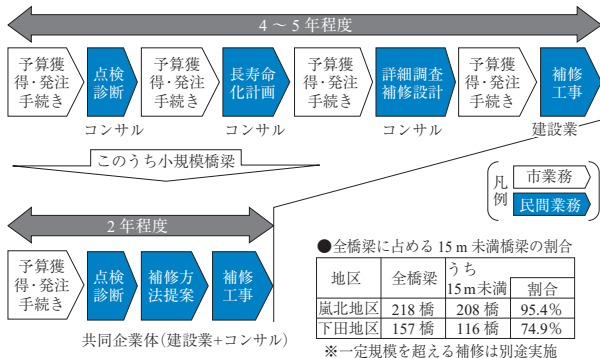 4～5年程度
予算獲
得・発注
手続き
点検
診断
予算獲
得・発注
手続き
長寿命
化計画
予算獲
得・発注
手続き
詳細調査
補修設計
予算獲
得・発注
手続き
補修
工事
コンサル
コンサル
コンサル
建設業
このうち小規模橋梁
凡例
市業務
民間業務
2年程度
予算獲
得・発注
手続き
点検
診断
補修方
法提案
補修
工事
共同企業体(建設業+コンサル)
●全橋梁に占める15m未満橋梁の割合
地区 全橋梁 うち15m未満 割合
嵐北地区 218橋 208橋 95.4%
下田地区 157橋 116橋 74.9%
※一定規模を超える補修は別途実施